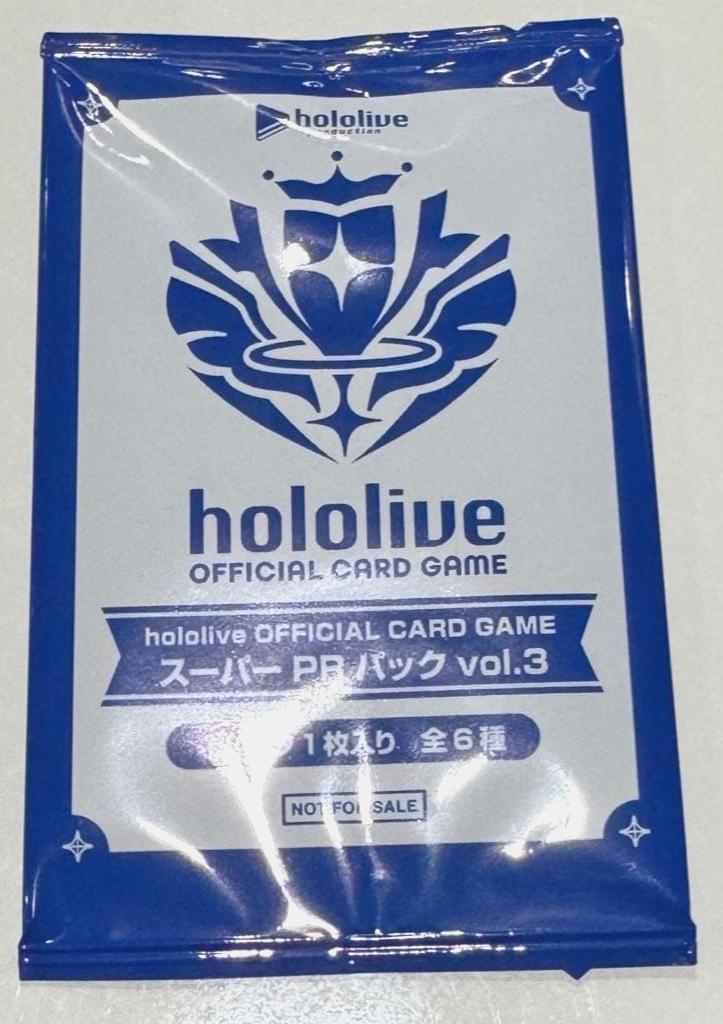 hololive
production
hololive
OFFICIAL CARD GAME
hololive OFFICIAL CARD GAME
スーパー PR パック vol.3
1枚入り 全6種
NOT FOR SALE